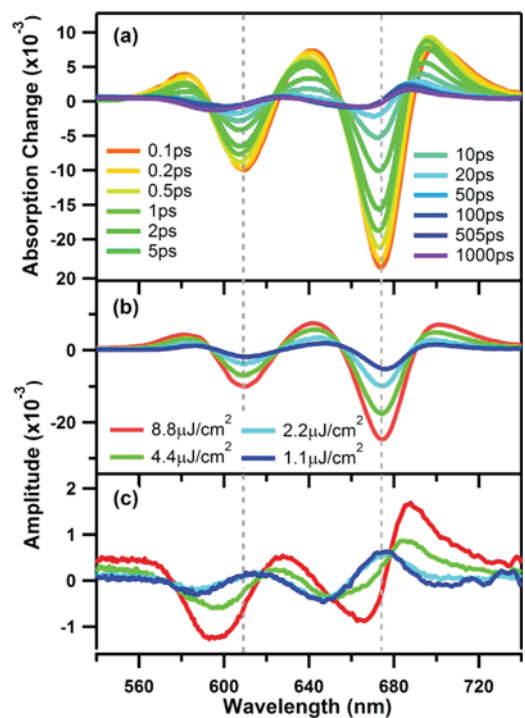 (a)
Absorption Change (x10⁻³)
10
5
0
-5
-10
-20
20
0.1ps
0.2ps
0.5ps
1ps
2ps
5ps
10ps
20ps
50ps
100ps
505ps
1000ps
(b)
Amplitude (x10⁻³)
0
-20
8.8µJ/cm²
4.4µJ/cm²
2.2µJ/cm²
1.1µJ/cm²
(c)
2
1
0
-1
560
600
640
680
720
Wavelength (nm)